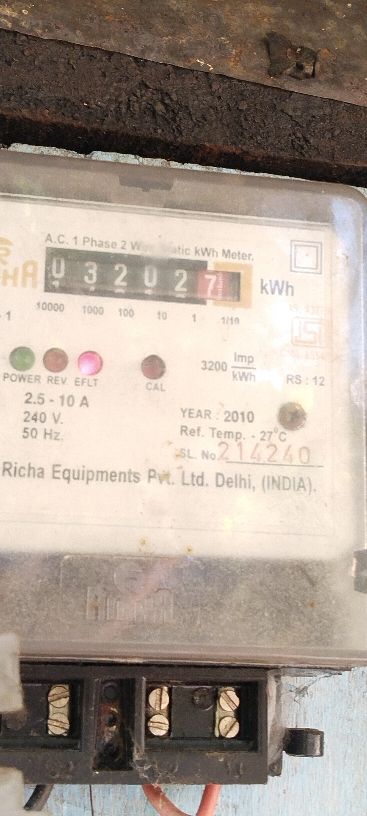 A.C. 1 Phase 2 Wire Static kWh Meter.
032027 kWh
10000 1000 100 10 1 1/10
POWER REV. EFLT CAL
3200 Imp/kWh RS : 12
2.5 - 10 A
240 V.
50 Hz.
YEAR : 2010
Ref. Temp. - 27°C
SL. No. 214240
Richa Equipments Pvt. Ltd. Delhi, (INDIA).